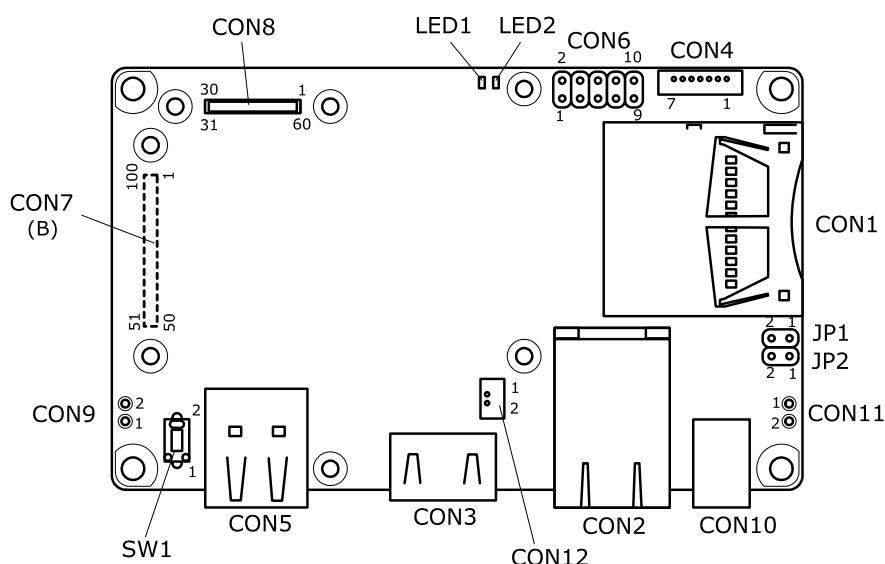 CON8
LED1 LED2
CON6
CON4
2 10
30 1
7 1
31 60
1 9
100 1
CON7
(B)
CON1
51 50
2 1
JP1
JP2
2 1
1
2
CON9
2
1
2
1
1
2
CON11
CON5
CON3
CON2
CON10
SW1
CON12